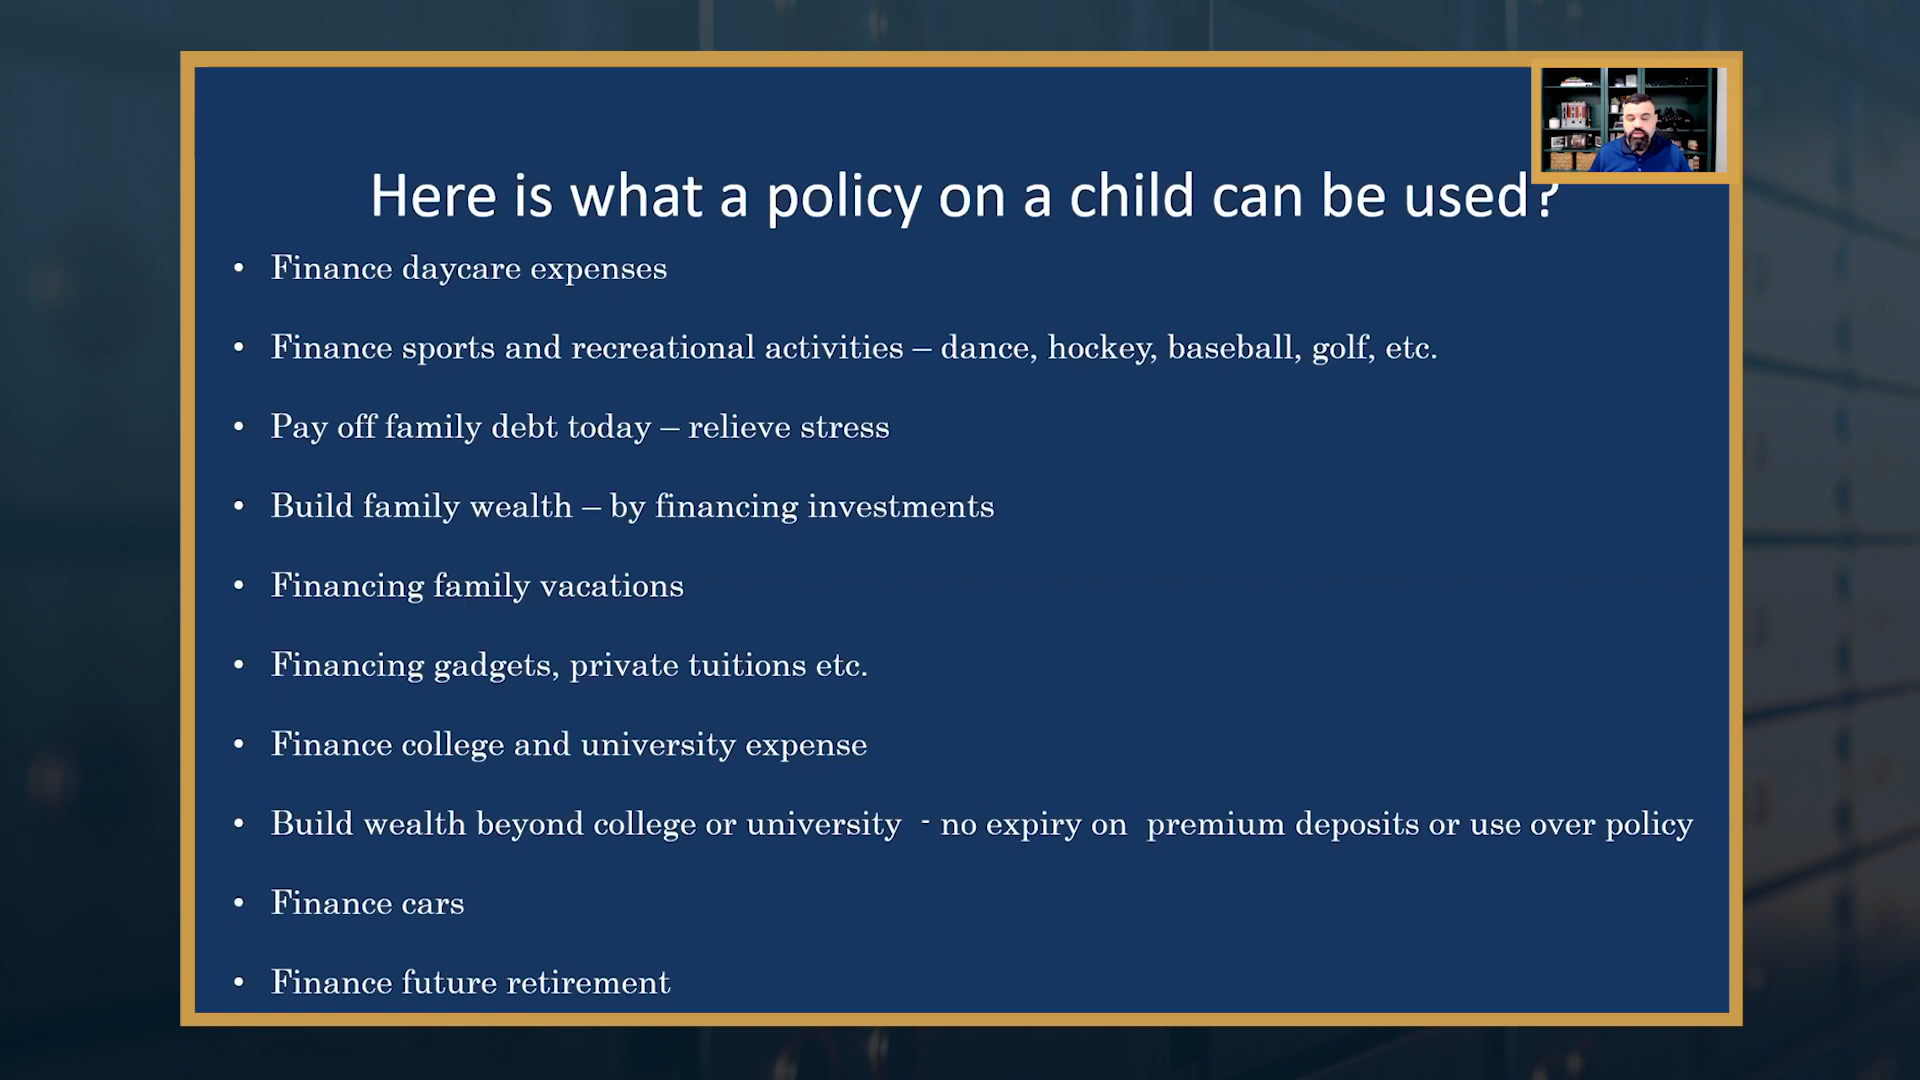 Here is what a policy on a child can be used?
• Finance daycare expenses
• Finance sports and recreational activities – dance, hockey, baseball, golf, etc.
• Pay off family debt today – relieve stress
• Build family wealth – by financing investments
• Financing family vacations
• Financing gadgets, private tuitions etc.
• Finance college and university expense
• Build wealth beyond college or university - no expiry on premium deposits or use over policy
• Finance cars
• Finance future retirement